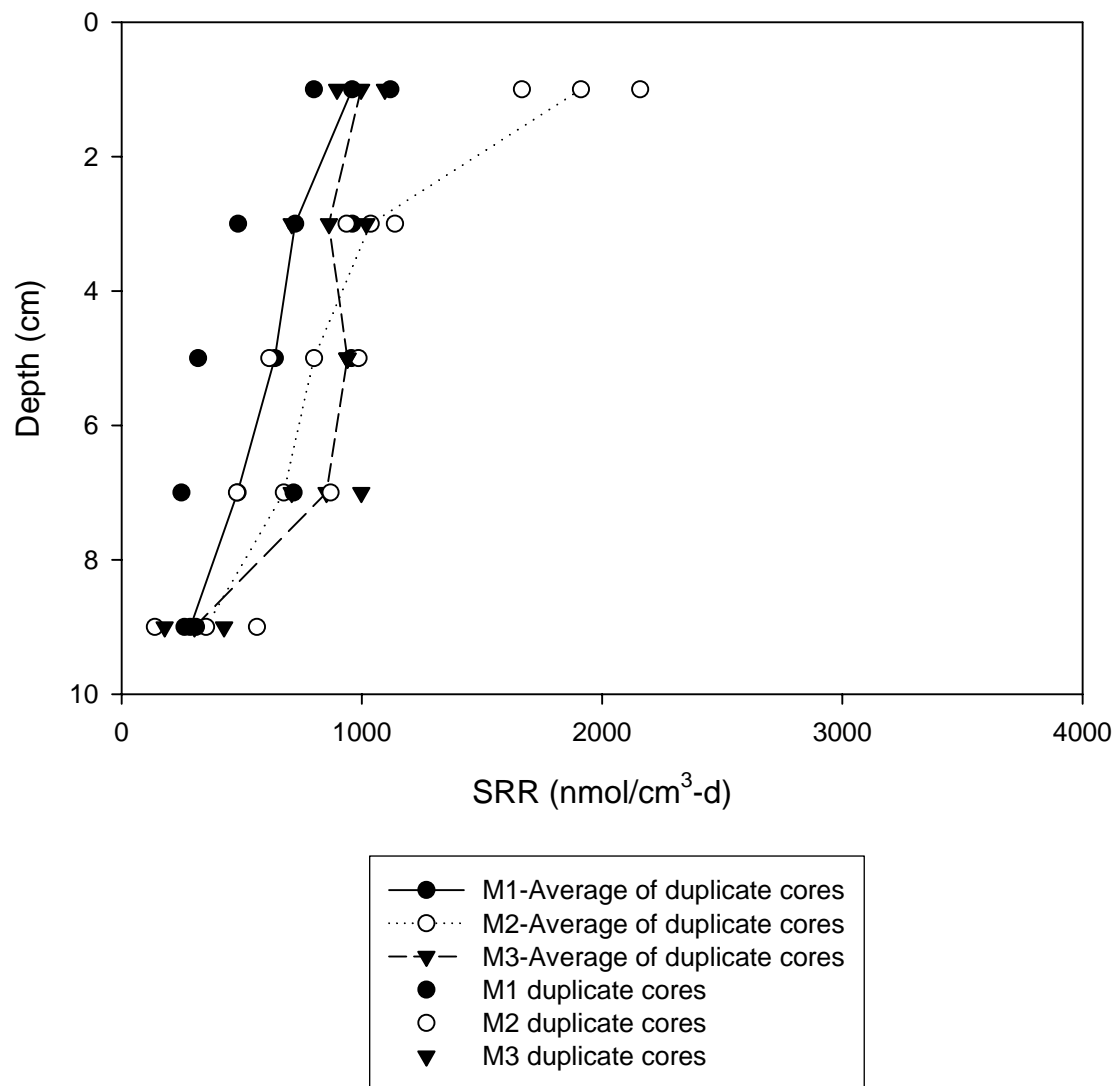 0
2
4
6
8
10
Depth (cm)
0 1000 2000 3000 4000
SRR (nmol/cm³-d)
M1-Average of duplicate cores
M2-Average of duplicate cores
M3-Average of duplicate cores
M1 duplicate cores
M2 duplicate cores
M3 duplicate cores